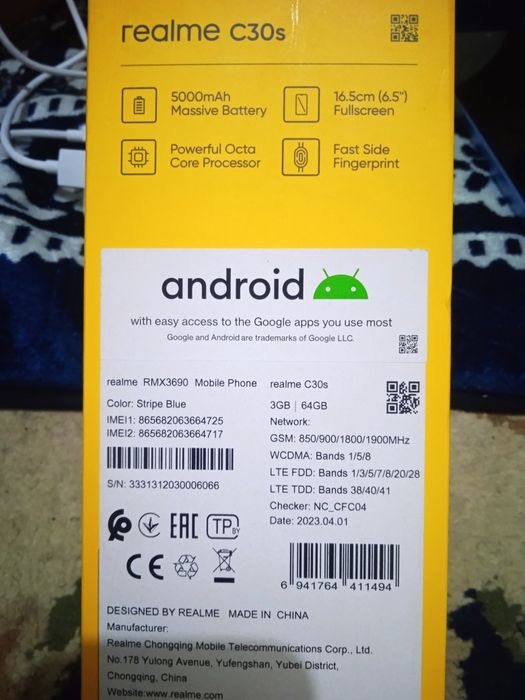 realme C30s
5000mAh
Massive Battery
16.5cm (6.5")
Fullscreen
Powerful Octa
Core Processor
Fast Side
Fingerprint
android
with easy access to the Google apps you use most
Google and Android are trademarks of Google LLC.
realme RMX3690 Mobile Phone
Color: Stripe Blue
IMEI1: 865682063664725
IMEI2: 865682063664717
S/N: 3331312030006066
realme C30s
3GB | 64GB
Network:
GSM: 850/900/1800/1900MHz
WCDMA: Bands 1/5/8
LTE FDD: Bands 1/3/5/7/8/20/28
LTE TDD: Bands 38/40/41
Checker: NC_CFC04
Date: 2023.04.01
EAC TP BY
CE
6 941764 411494
DESIGNED BY REALME MADE IN CHINA
Manufacturer:
Realme Chongqing Mobile Telecommunications Corp., Ltd.
No.178 Yulong Avenue, Yufengshan, Yubei District,
Chongqing, China
Website:www.realme.com